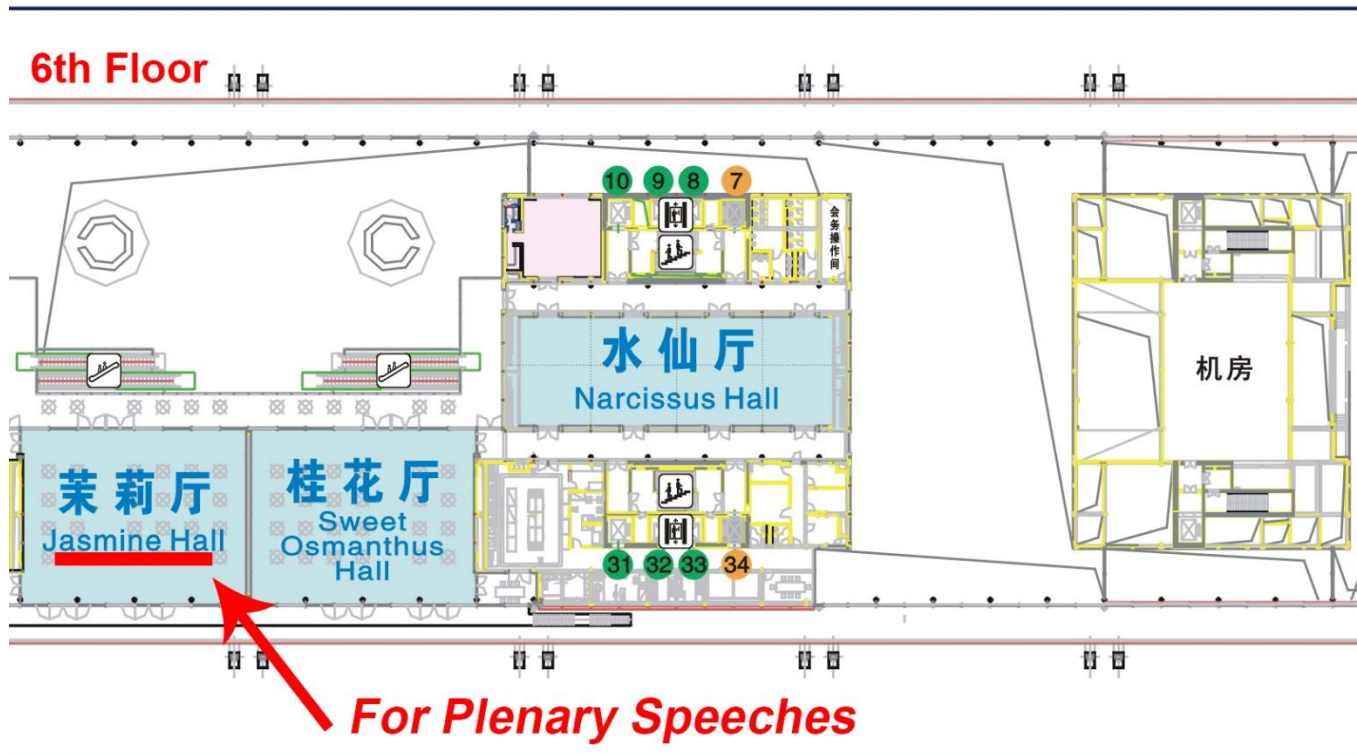 6th Floor
10 9 8 7
会务操作间
水仙厅
Narcissus Hall
机房
茉莉厅
Jasmine Hall
桂花厅
Sweet
Osmanthus
Hall
31 32 33 34
For Plenary Speeches